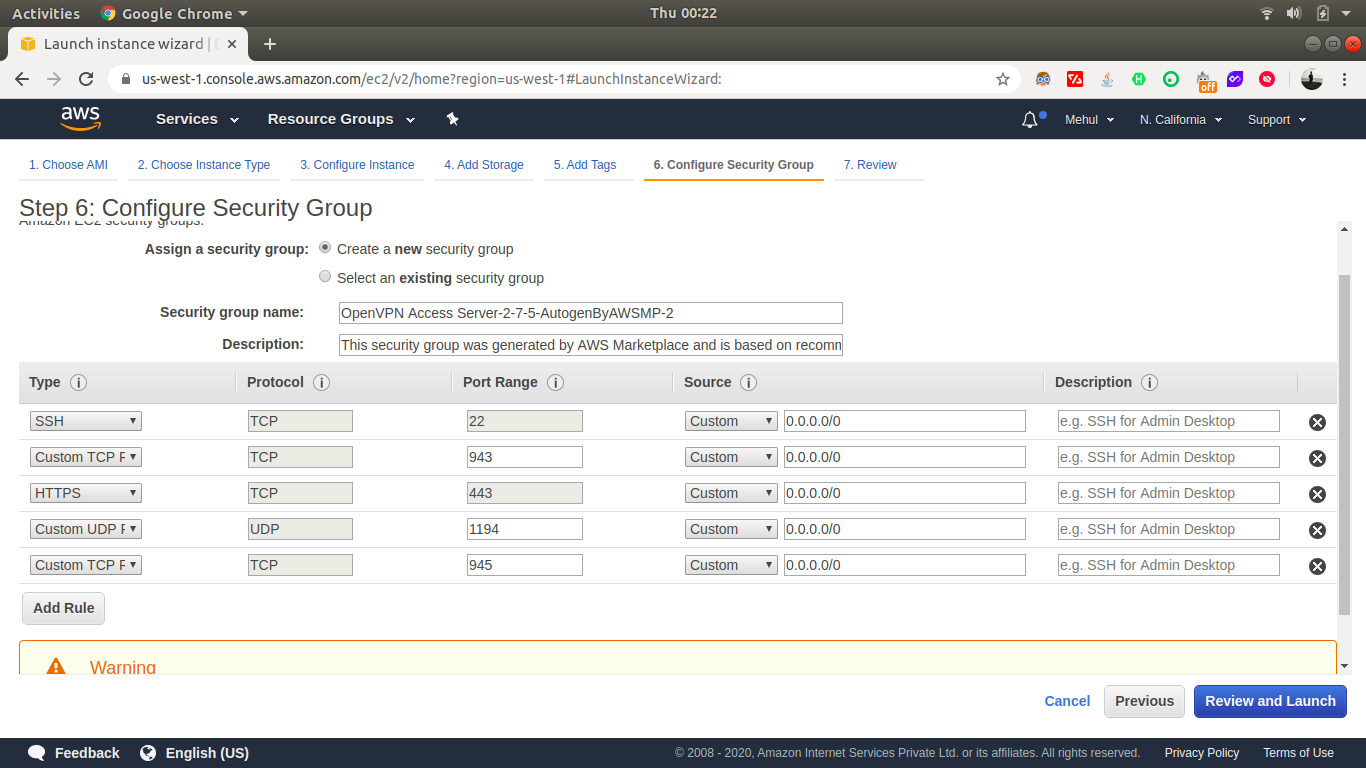 Activities Google Chrome Thu 00:22
Launch instance wizard |
us-west-1.console.aws.amazon.com/ec2/v2/home?region=us-west-1#LaunchInstanceWizard:
off
aws Services Resource Groups Mehul N. California Support
1. Choose AMI 2. Choose Instance Type 3. Configure Instance 4. Add Storage 5. Add Tags 6. Configure Security Group 7. Review
Step 6: Configure Security Group
Amazon EC2 security groups.
Assign a security group: Create a new security group
Select an existing security group
Security group name: OpenVPN Access Server-2-7-5-AutogenByAWSMP-2
Description: This security group was generated by AWS Marketplace and is based on recomm
Type i Protocol i Port Range i Source i Description i
SSH TCP 22 Custom 0.0.0.0/0 e.g. SSH for Admin Desktop
Custom TCP F TCP 943 Custom 0.0.0.0/0 e.g. SSH for Admin Desktop
HTTPS TCP 443 Custom 0.0.0.0/0 e.g. SSH for Admin Desktop
Custom UDP F UDP 1194 Custom 0.0.0.0/0 e.g. SSH for Admin Desktop
Custom TCP F TCP 945 Custom 0.0.0.0/0 e.g. SSH for Admin Desktop
Add Rule
Warning
Cancel Previous Review and Launch
Feedback English (US) © 2008 - 2020, Amazon Internet Services Private Ltd. or its affiliates. All rights reserved. Privacy Policy Terms of Use